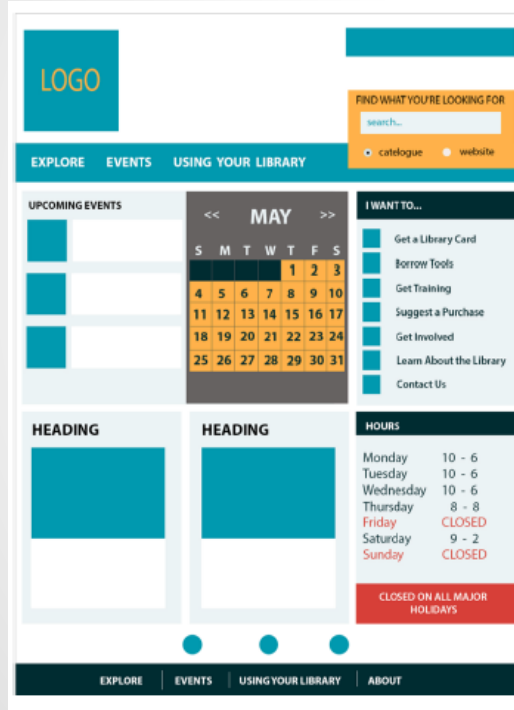 LOGO
FIND WHAT YOU'RE LOOKING FOR
search...
catelogue website
EXPLORE EVENTS USING YOUR LIBRARY
UPCOMING EVENTS
<< MAY >>
S M T W T F S
1 2 3
4 5 6 7 8 9 10
11 12 13 14 15 16 17
18 19 20 21 22 23 24
25 26 27 28 29 30 31
I WANT TO...
Get a Library Card
Borrow Tools
Get Training
Suggest a Purchase
Get Involved
Learn About the Library
Contact Us
HEADING
HEADING
HOURS
Monday 10 - 6
Tuesday 10 - 6
Wednesday 10 - 6
Thursday 8 - 8
Friday CLOSED
Saturday 9 - 2
Sunday CLOSED
CLOSED ON ALL MAJOR
HOLIDAYS
EXPLORE EVENTS USING YOUR LIBRARY ABOUT